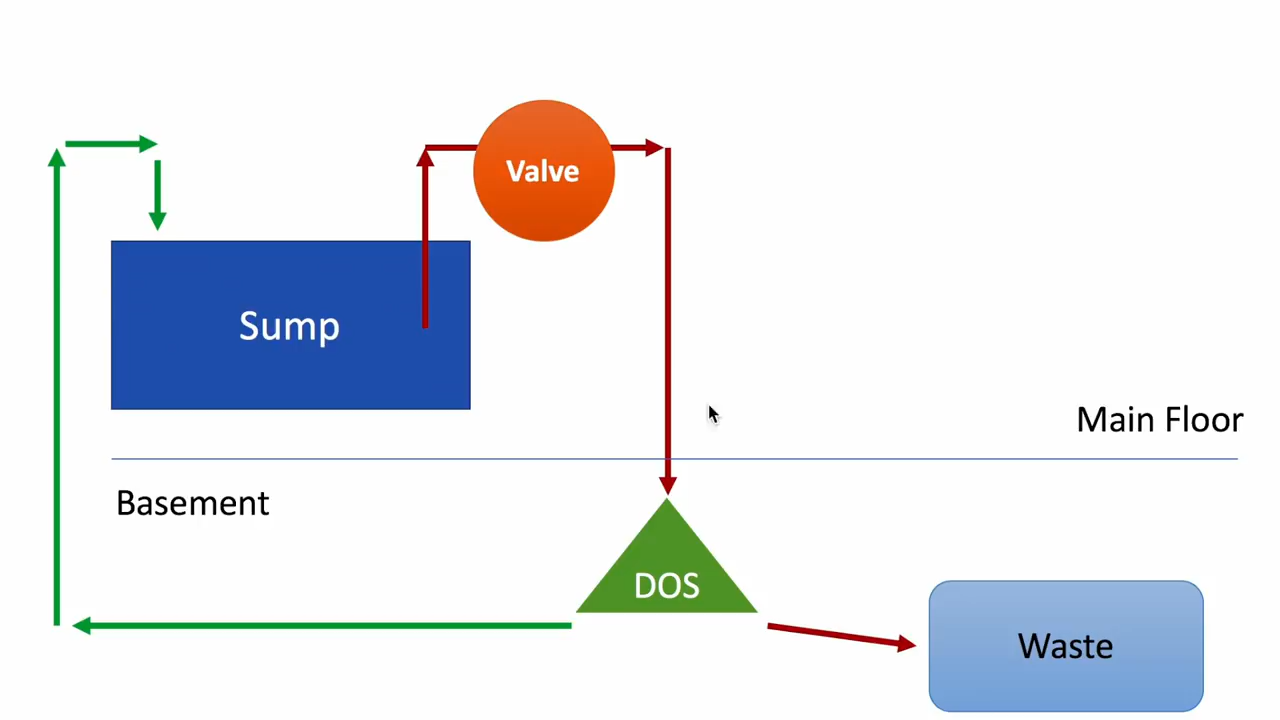 Valve
Sump
Main Floor
Basement
DOS
Waste